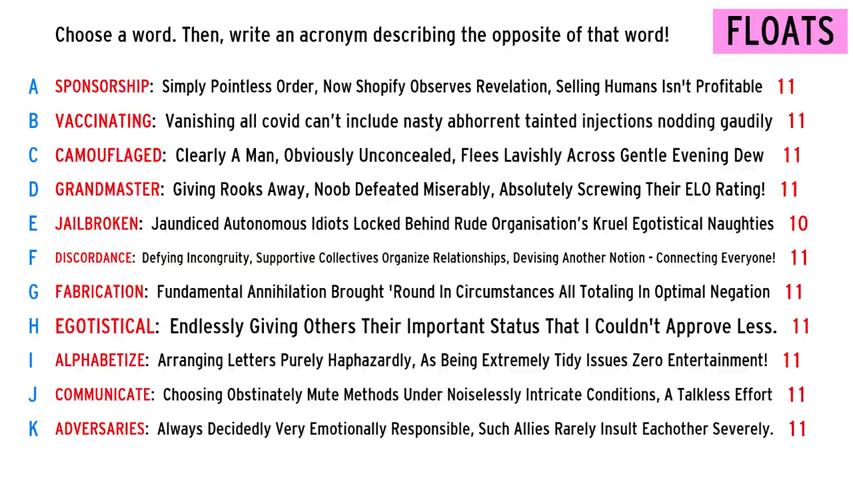 Choose a word. Then, write an acronym describing the opposite of that word!
FLOATS
A SPONSORSHIP: Simply Pointless Order, Now Shopify Observes Revelation, Selling Humans Isn't Profitable 11
B VACCINATING: Vanishing all covid can't include nasty abhorrent tainted injections nodding gaudily 11
C CAMOUFLAGED: Clearly A Man, Obviously Unconcealed, Flees Lavishly Across Gentle Evening Dew 11
D GRANDMASTER: Giving Rooks Away, Noob Defeated Miserably, Absolutely Screwing Their ELO Rating! 11
E JAILBROKEN: Jaundiced Autonomous Idiots Locked Behind Rude Organisation's Kruel Egotistical Naughties 10
F DISCORDANCE: Defying Incongruity, Supportive Collectives Organize Relationships, Devising Another Notion - Connecting Everyone! 11
G FABRICATION: Fundamental Annihilation Brought 'Round In Circumstances All Totaling In Optimal Negation 11
H EGOTISTICAL: Endlessly Giving Others Their Important Status That I Couldn't Approve Less. 11
I ALPHABETIZE: Arranging Letters Purely Haphazardly, As Being Extremely Tidy Issues Zero Entertainment! 11
J COMMUNICATE: Choosing Obstinately Mute Methods Under Noiselessly Intricate Conditions, A Talkless Effort 11
K ADVERSARIES: Always Decidedly Very Emotionally Responsible, Such Allies Rarely Insult Eachother Severely. 11